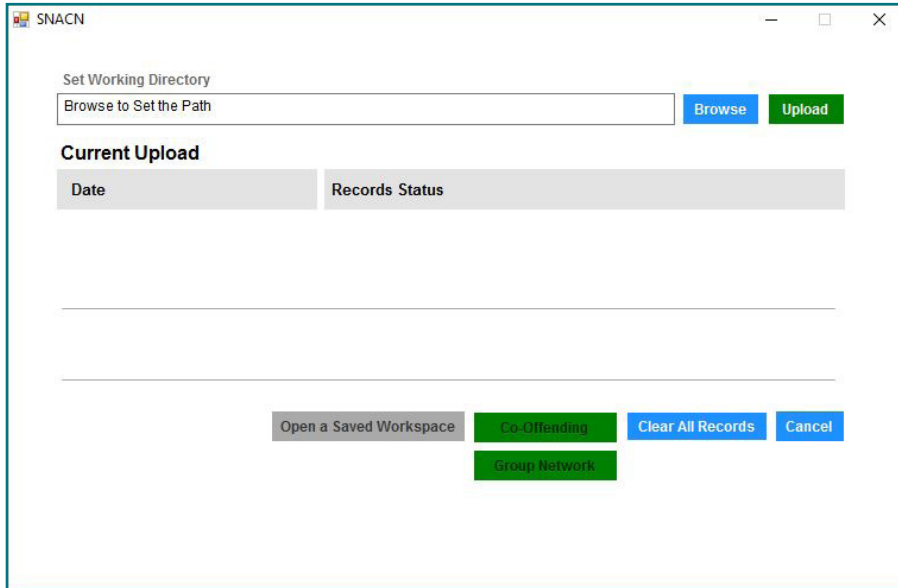 SNACN
Set Working Directory
Browse to Set the Path
Browse
Upload
Current Upload
Date
Records Status
Open a Saved Workspace
Co-Offending
Clear All Records
Cancel
Group Network